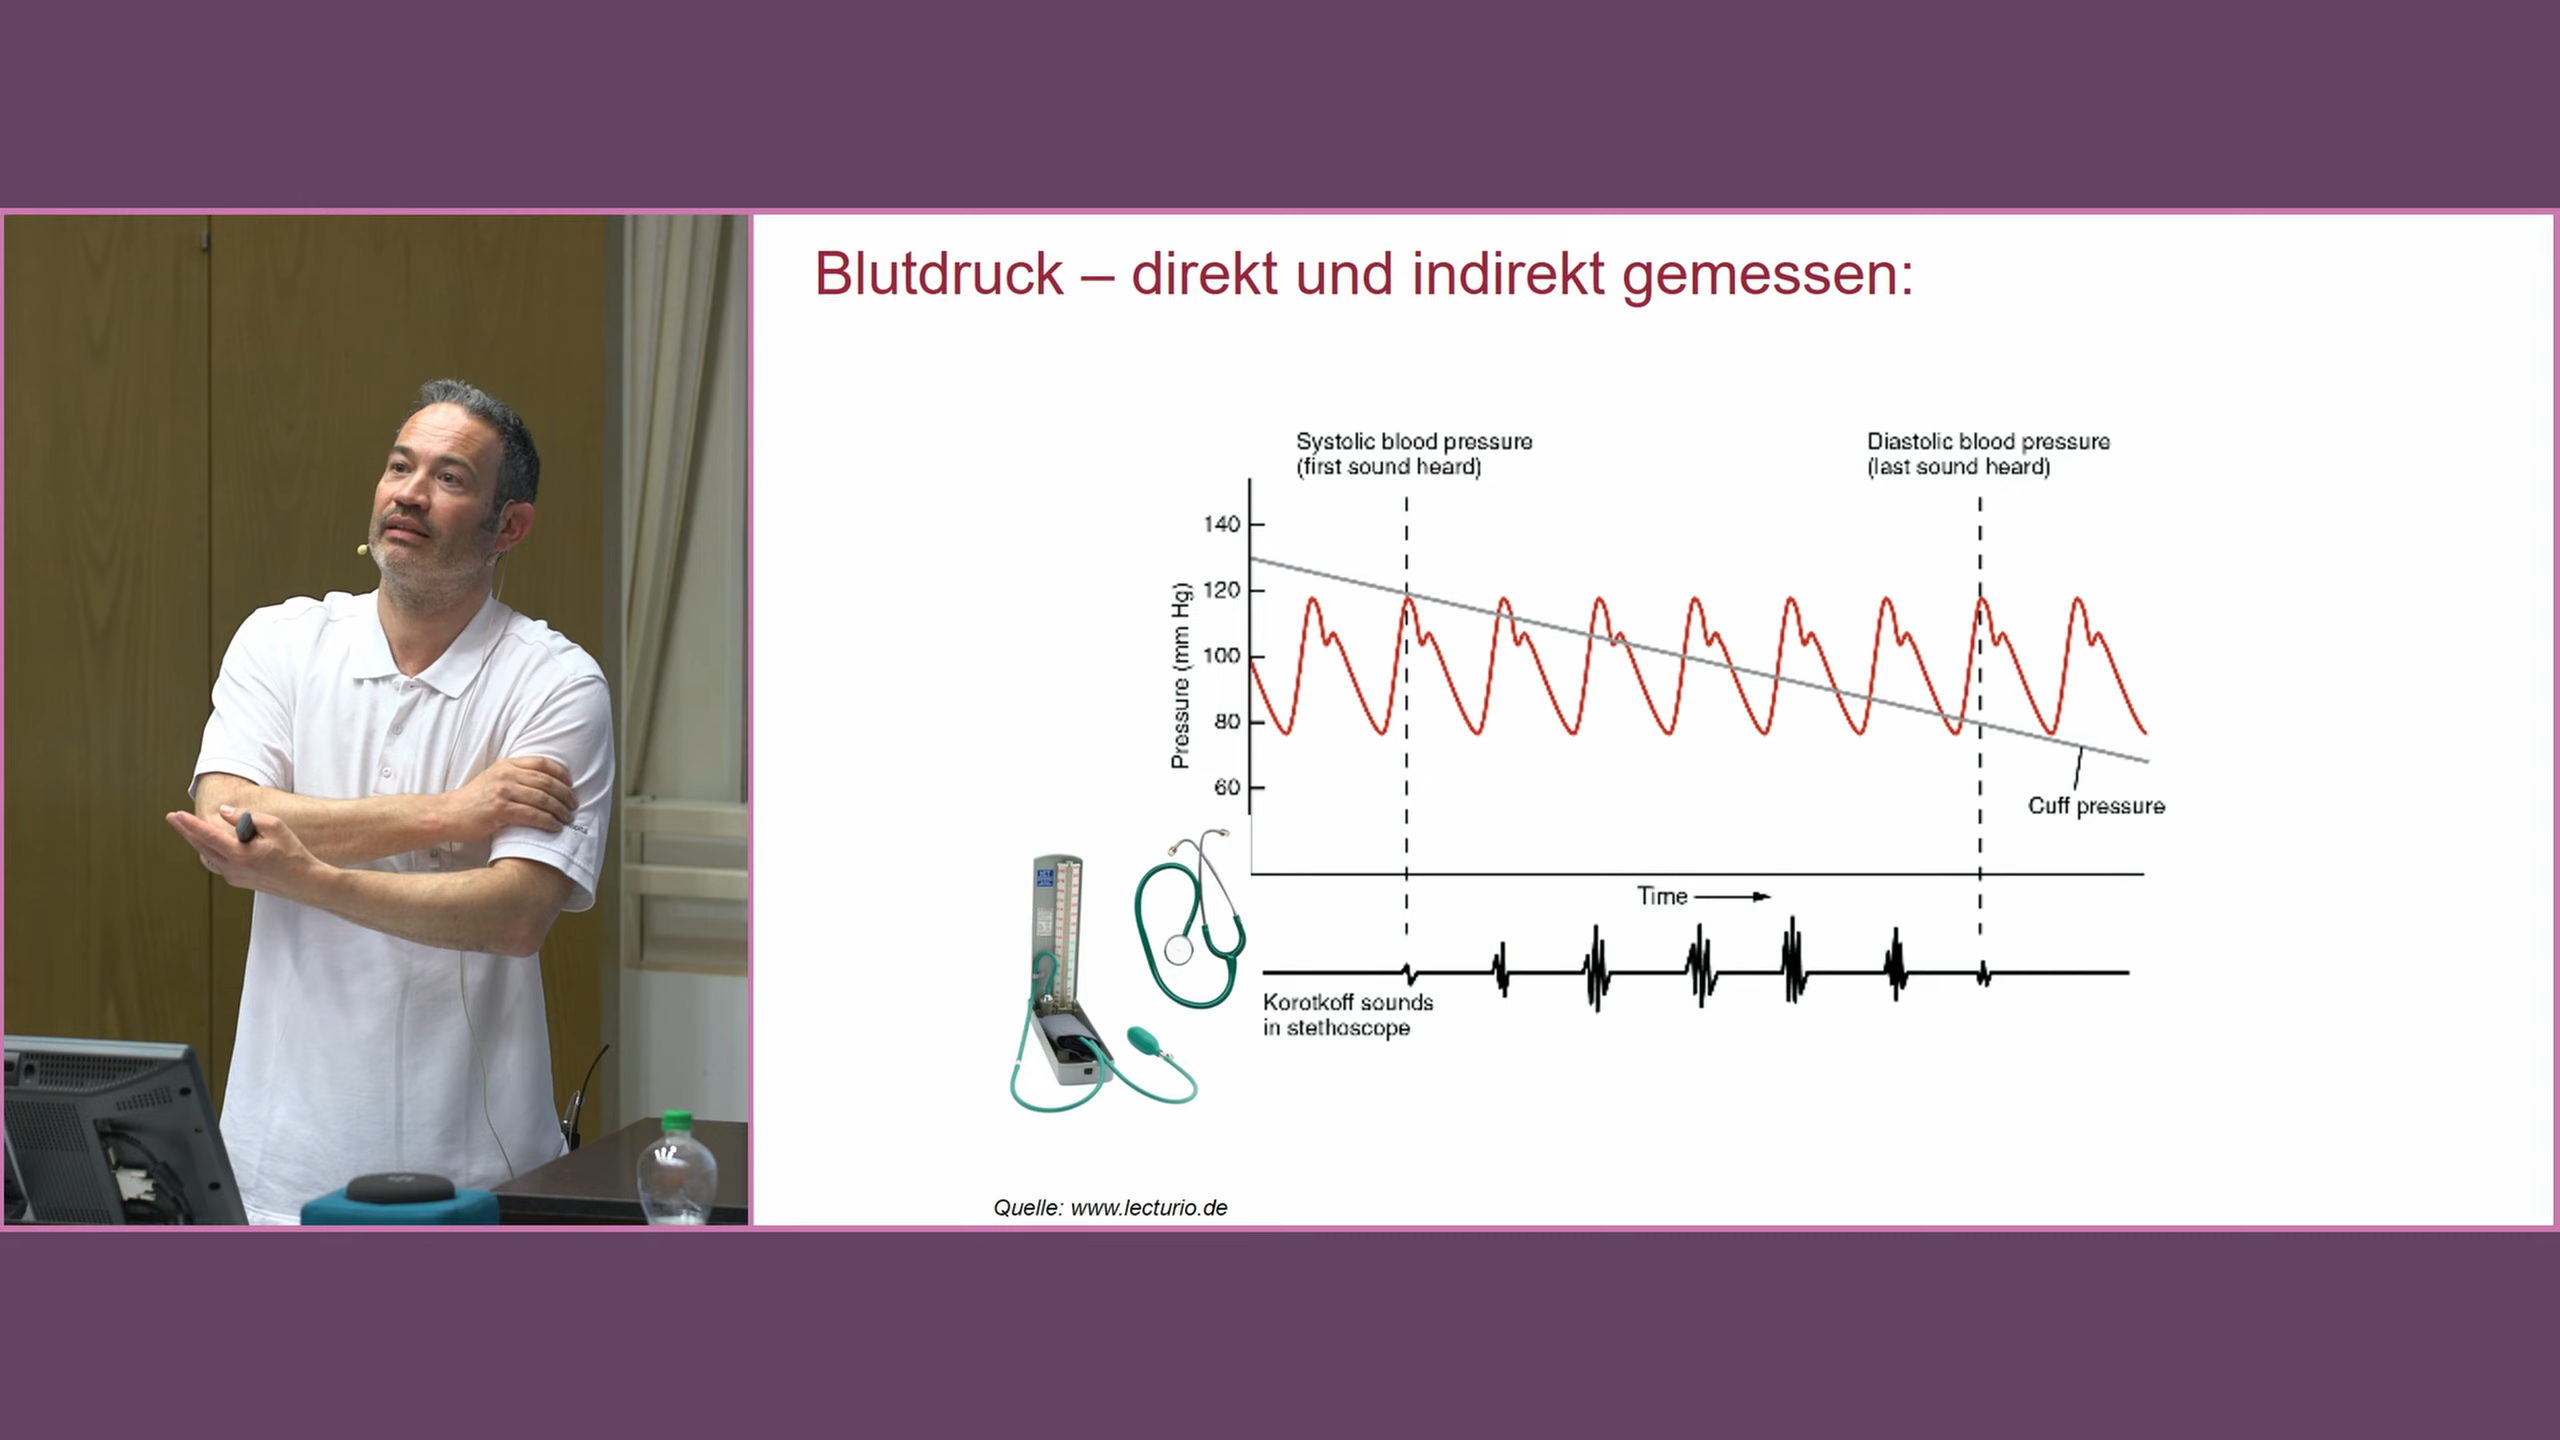 Blutdruck – direkt und indirekt gemessen:
Systolic blood pressure
(first sound heard)
Diastolic blood pressure
(last sound heard)
140
120
100
80
60
Pressure (mm Hg)
Cuff pressure
Time
Korotkoff sounds
in stethoscope
Quelle: www.lecturio.de